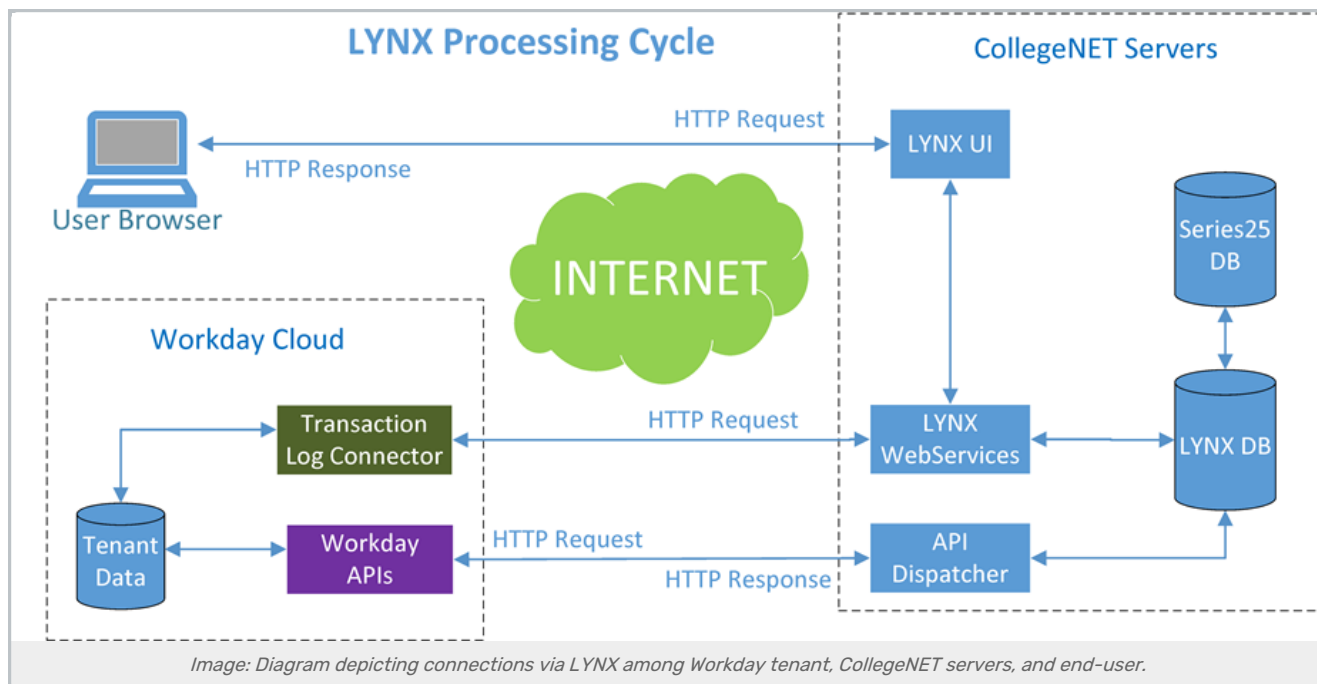 LYNX Processing Cycle
CollegeNET Servers
HTTP Request
LYNX UI
HTTP Response
User Browser
Series25
DB
INTERNET
Workday Cloud
Transaction
Log Connector
HTTP Request
LYNX
WebServices
LYNX DB
Tenant
Data
Workday
APIs
HTTP Request
HTTP Response
API
Dispatcher
Image: Diagram depicting connections via LYNX among Workday tenant, CollegeNET servers, and end-user.